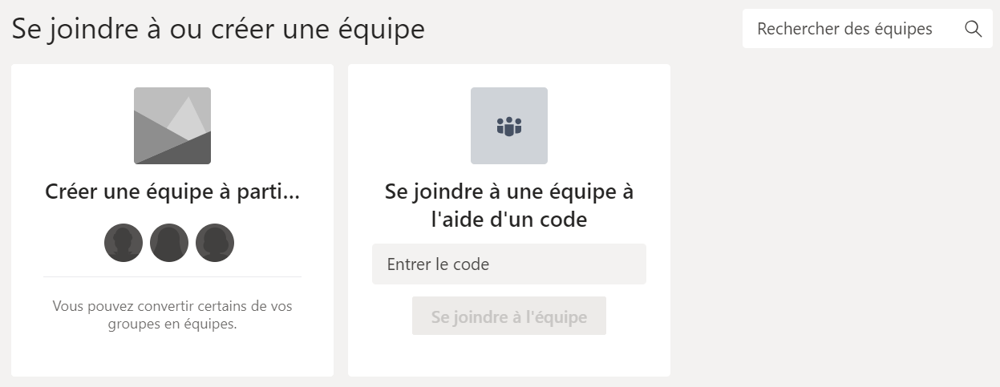 Se joindre à ou créer une équipe
Rechercher des équipes
Créer une équipe à parti...
Vous pouvez convertir certains de vos
groupes en équipes.
Se joindre à une équipe à
l'aide d'un code
Entrer le code
Se joindre à l'équipe